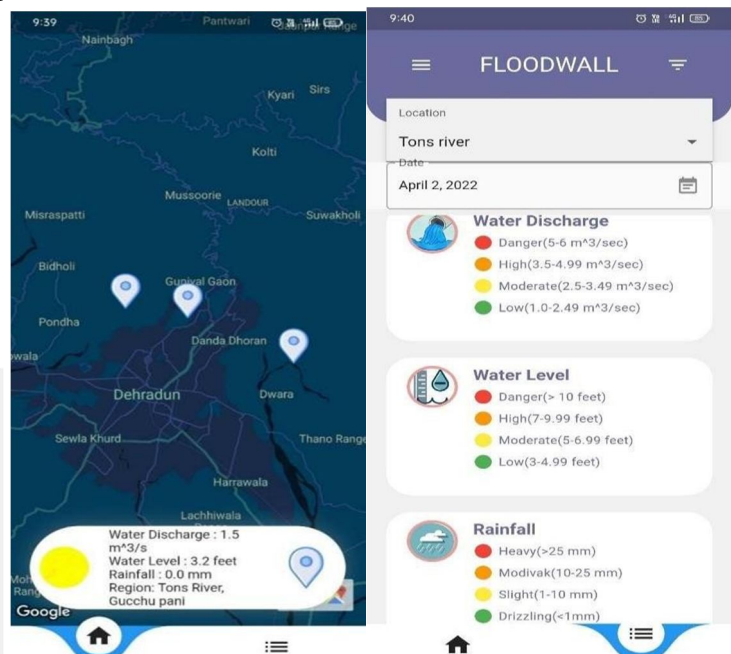 9:39
Pantwari
Nainbagh
Kyari
Sirs
Kolti
Mussoorie
LANDOUR
Misraspatti
Suwakholi
Bidholi
Guniyal Gaon
Pondha
Danda Dhoran
wala
Dehradun
Dwara
Sewla Khurd
Thano Range
Harrawala
Lachhiwala
Water Discharge : 1.5
m^3/s
Water Level : 3.2 feet
Rainfall : 0.0 mm
Region: Tons River,
Gucchu pani
Google
9:40
FLOODWALL
Location
Tons river
Date
April 2, 2022
Water Discharge
Danger(5-6 m^3/sec)
High(3.5-4.99 m^3/sec)
Moderate(2.5-3.49 m^3/sec)
Low(1.0-2.49 m^3/sec)
Water Level
Danger(> 10 feet)
High(7-9.99 feet)
Moderate(5-6.99 feet)
Low(3-4.99 feet)
Rainfall
Heavy(>25 mm)
Modivak(10-25 mm)
Slight(1-10 mm)
Drizzling(<1mm)